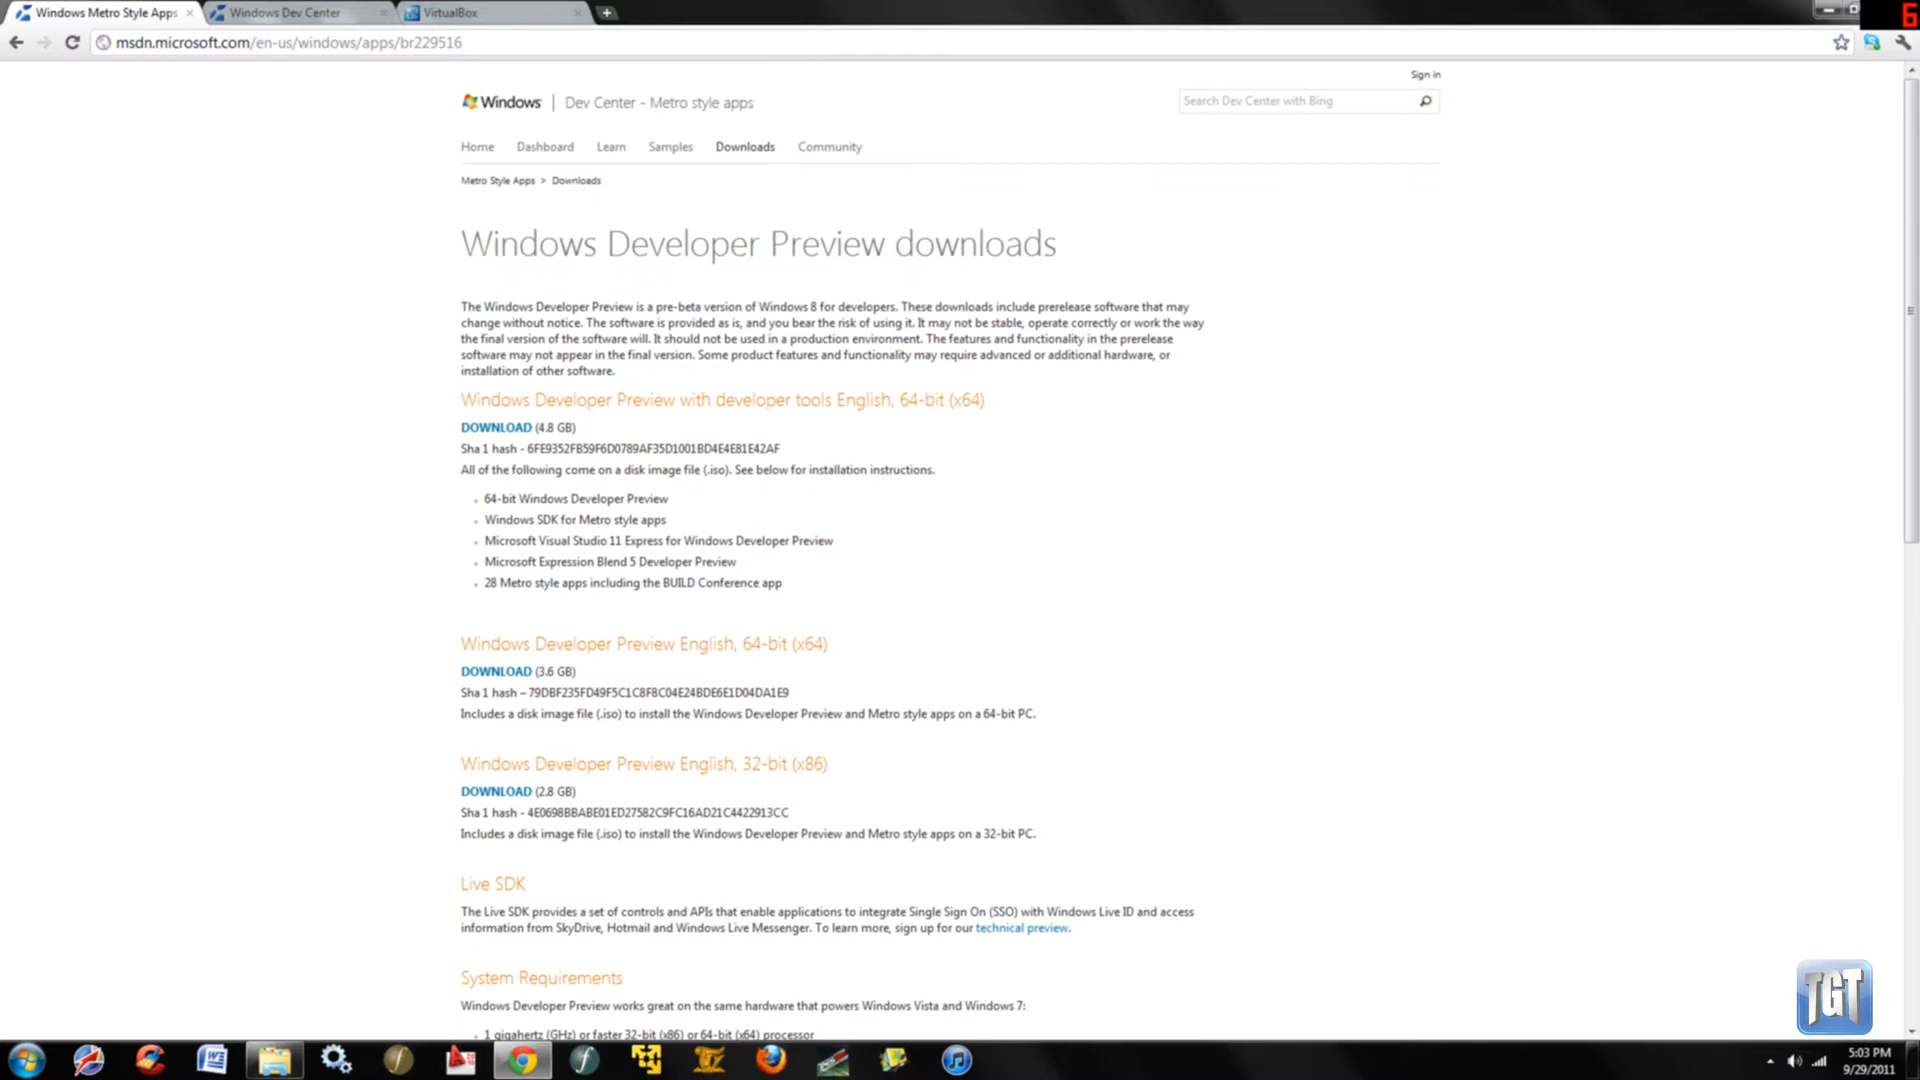 Windows Metro Style Apps
Windows Dev Center
VirtualBox
6
msdn.microsoft.com/en-us/windows/apps/br229516
Sign in
Windows | Dev Center - Metro style apps
Search Dev Center with Bing
Home Dashboard Learn Samples Downloads Community
Metro Style Apps > Downloads
Windows Developer Preview downloads
The Windows Developer Preview is a pre-beta version of Windows 8 for developers. These downloads include prerelease software that may
change without notice. The software is provided as is, and you bear the risk of using it. It may not be stable, operate correctly or work the way
the final version of the software will. It should not be used in a production environment. The features and functionality in the prerelease
software may not appear in the final version. Some product features and functionality may require advanced or additional hardware, or
installation of other software.
Windows Developer Preview with developer tools English, 64-bit (x64)
DOWNLOAD (4.8 GB)
Sha 1 hash - 6FE9352FB59F6D0789AF35D1001BD4E4E81E42AF
All of the following come on a disk image file (.iso). See below for installation instructions.
64-bit Windows Developer Preview
Windows SDK for Metro style apps
Microsoft Visual Studio 11 Express for Windows Developer Preview
Microsoft Expression Blend 5 Developer Preview
28 Metro style apps including the BUILD Conference app
Windows Developer Preview English, 64-bit (x64)
DOWNLOAD (3.6 GB)
Sha 1 hash – 79DBF235FD49F5C1C8F8C04E24BDE6E1D04DA1E9
Includes a disk image file (.iso) to install the Windows Developer Preview and Metro style apps on a 64-bit PC.
Windows Developer Preview English, 32-bit (x86)
DOWNLOAD (2.8 GB)
Sha 1 hash - 4E0698BBABE01ED27582C9FC16AD21C4422913CC
Includes a disk image file (.iso) to install the Windows Developer Preview and Metro style apps on a 32-bit PC.
Live SDK
The Live SDK provides a set of controls and APIs that enable applications to integrate Single Sign On (SSO) with Windows Live ID and access
information from SkyDrive, Hotmail and Windows Live Messenger. To learn more, sign up for our technical preview.
System Requirements
Windows Developer Preview works great on the same hardware that powers Windows Vista and Windows 7:
1 gigahertz (GHz) or faster 32-bit (x86) or 64-bit (x64) processor
TGT
5:03 PM
9/29/2011